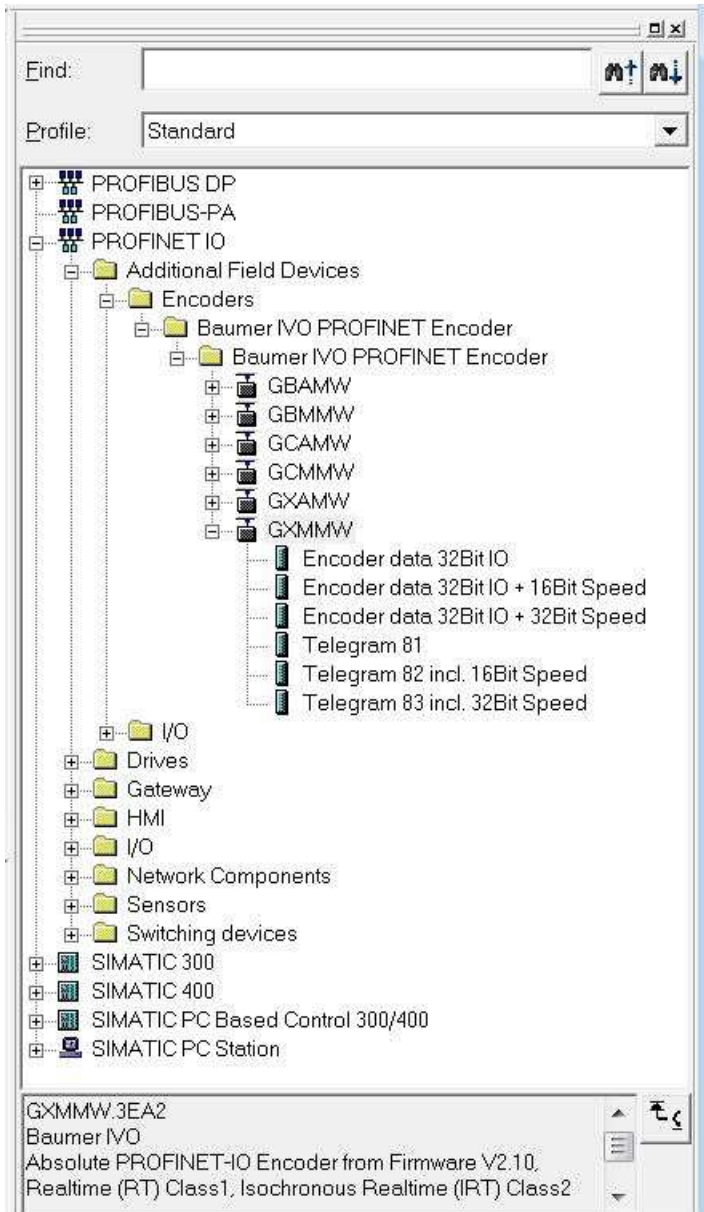 Find:
Profile: Standard
PROFIBUS DP
PROFIBUS-PA
PROFINET IO
Additional Field Devices
Encoders
Baumer IVO PROFINET Encoder
Baumer IVO PROFINET Encoder
GBAMW
GBMMW
GCAMW
GCMMW
GXAMW
GXMMW
Encoder data 32Bit IO
Encoder data 32Bit IO + 16Bit Speed
Encoder data 32Bit IO + 32Bit Speed
Telegram 81
Telegram 82 incl. 16Bit Speed
Telegram 83 incl. 32Bit Speed
I/O
Drives
Gateway
HMI
I/O
Network Components
Sensors
Switching devices
SIMATIC 300
SIMATIC 400
SIMATIC PC Based Control 300/400
SIMATIC PC Station
GXMMW.3EA2
Baumer IVO
Absolute PROFINET-IO Encoder from Firmware V2.10,
Realtime (RT) Class1, Isochronous Realtime (IRT) Class2